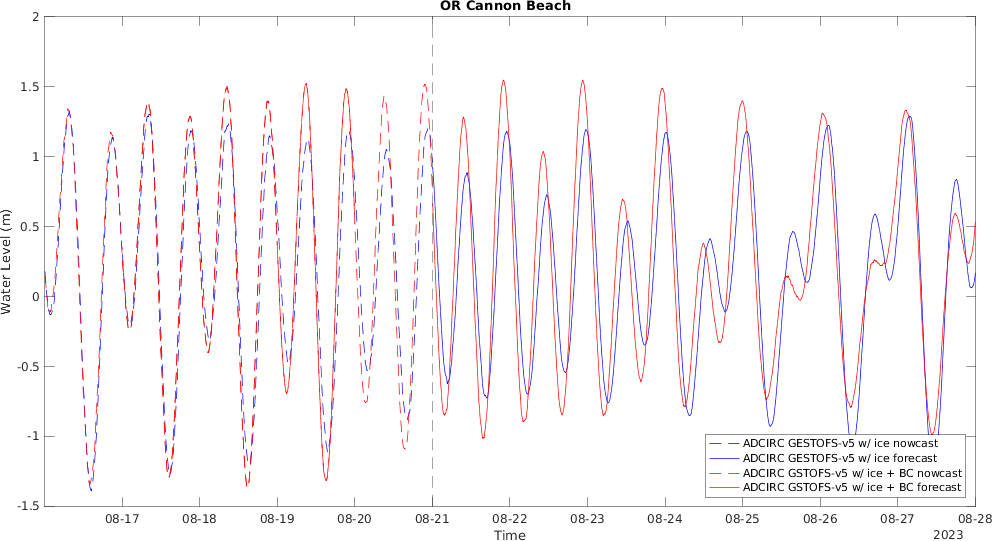 OR Cannon Beach
2
1.5
1
0.5
0
-0.5
-1
-1.5
Water Level (m)
08-17 08-18 08-19 08-20 08-21 08-22 08-23 08-24 08-25 08-26 08-27 08-28
Time
2023
ADCIRC GESTOFS-v5 w/ ice nowcast
ADCIRC GESTOFS-v5 w/ ice forecast
ADCIRC GSTOFS-v5 w/ ice + BC nowcast
ADCIRC GSTOFS-v5 w/ ice + BC forecast